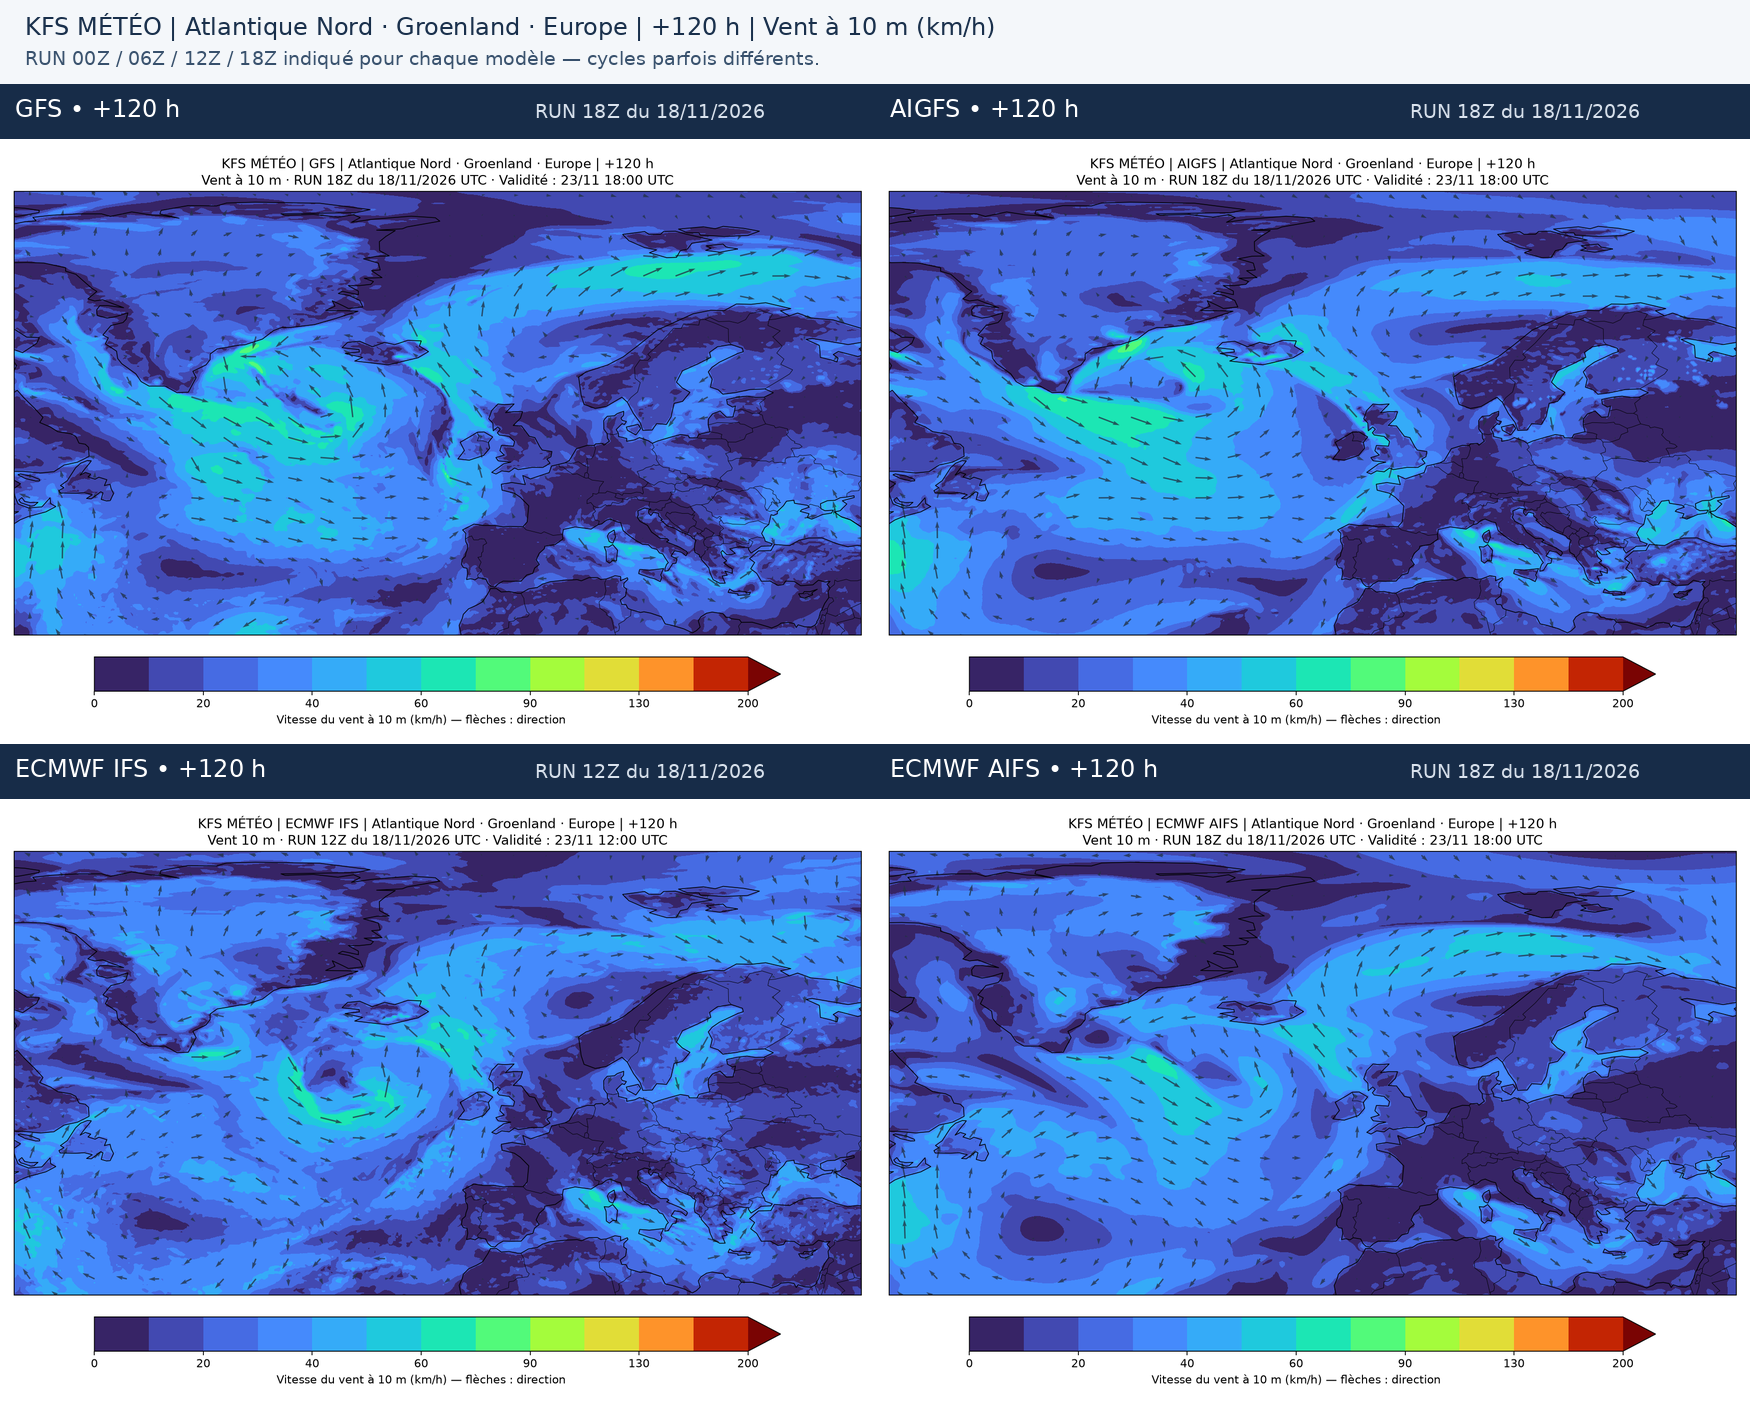 KFS MÉTÉO | Atlantique Nord · Groenland · Europe | +120 h | Vent à 10 m (km/h)
RUN 00Z / 06Z / 12Z / 18Z indiqué pour chaque modèle — cycles parfois différents.
GFS • +120 h
RUN 18Z du 18/11/2026
KFS MÉTÉO | GFS | Atlantique Nord · Groenland · Europe | +120 h
Vent à 10 m · RUN 18Z du 18/11/2026 UTC · Validité : 23/11 18:00 UTC
0 20 40 60 90 130 200
Vitesse du vent à 10 m (km/h) — flèches : direction
AIGFS • +120 h
RUN 18Z du 18/11/2026
KFS MÉTÉO | AIGFS | Atlantique Nord · Groenland · Europe | +120 h
Vent à 10 m · RUN 18Z du 18/11/2026 UTC · Validité : 23/11 18:00 UTC
0 20 40 60 90 130 200
Vitesse du vent à 10 m (km/h) — flèches : direction
ECMWF IFS • +120 h
RUN 12Z du 18/11/2026
KFS MÉTÉO | ECMWF IFS | Atlantique Nord · Groenland · Europe | +120 h
Vent 10 m · RUN 12Z du 18/11/2026 UTC · Validité : 23/11 12:00 UTC
0 20 40 60 90 130 200
Vitesse du vent à 10 m (km/h) — flèches : direction
ECMWF AIFS • +120 h
RUN 18Z du 18/11/2026
KFS MÉTÉO | ECMWF AIFS | Atlantique Nord · Groenland · Europe | +120 h
Vent 10 m · RUN 18Z du 18/11/2026 UTC · Validité : 23/11 18:00 UTC
0 20 40 60 90 130 200
Vitesse du vent à 10 m (km/h) — flèches : direction